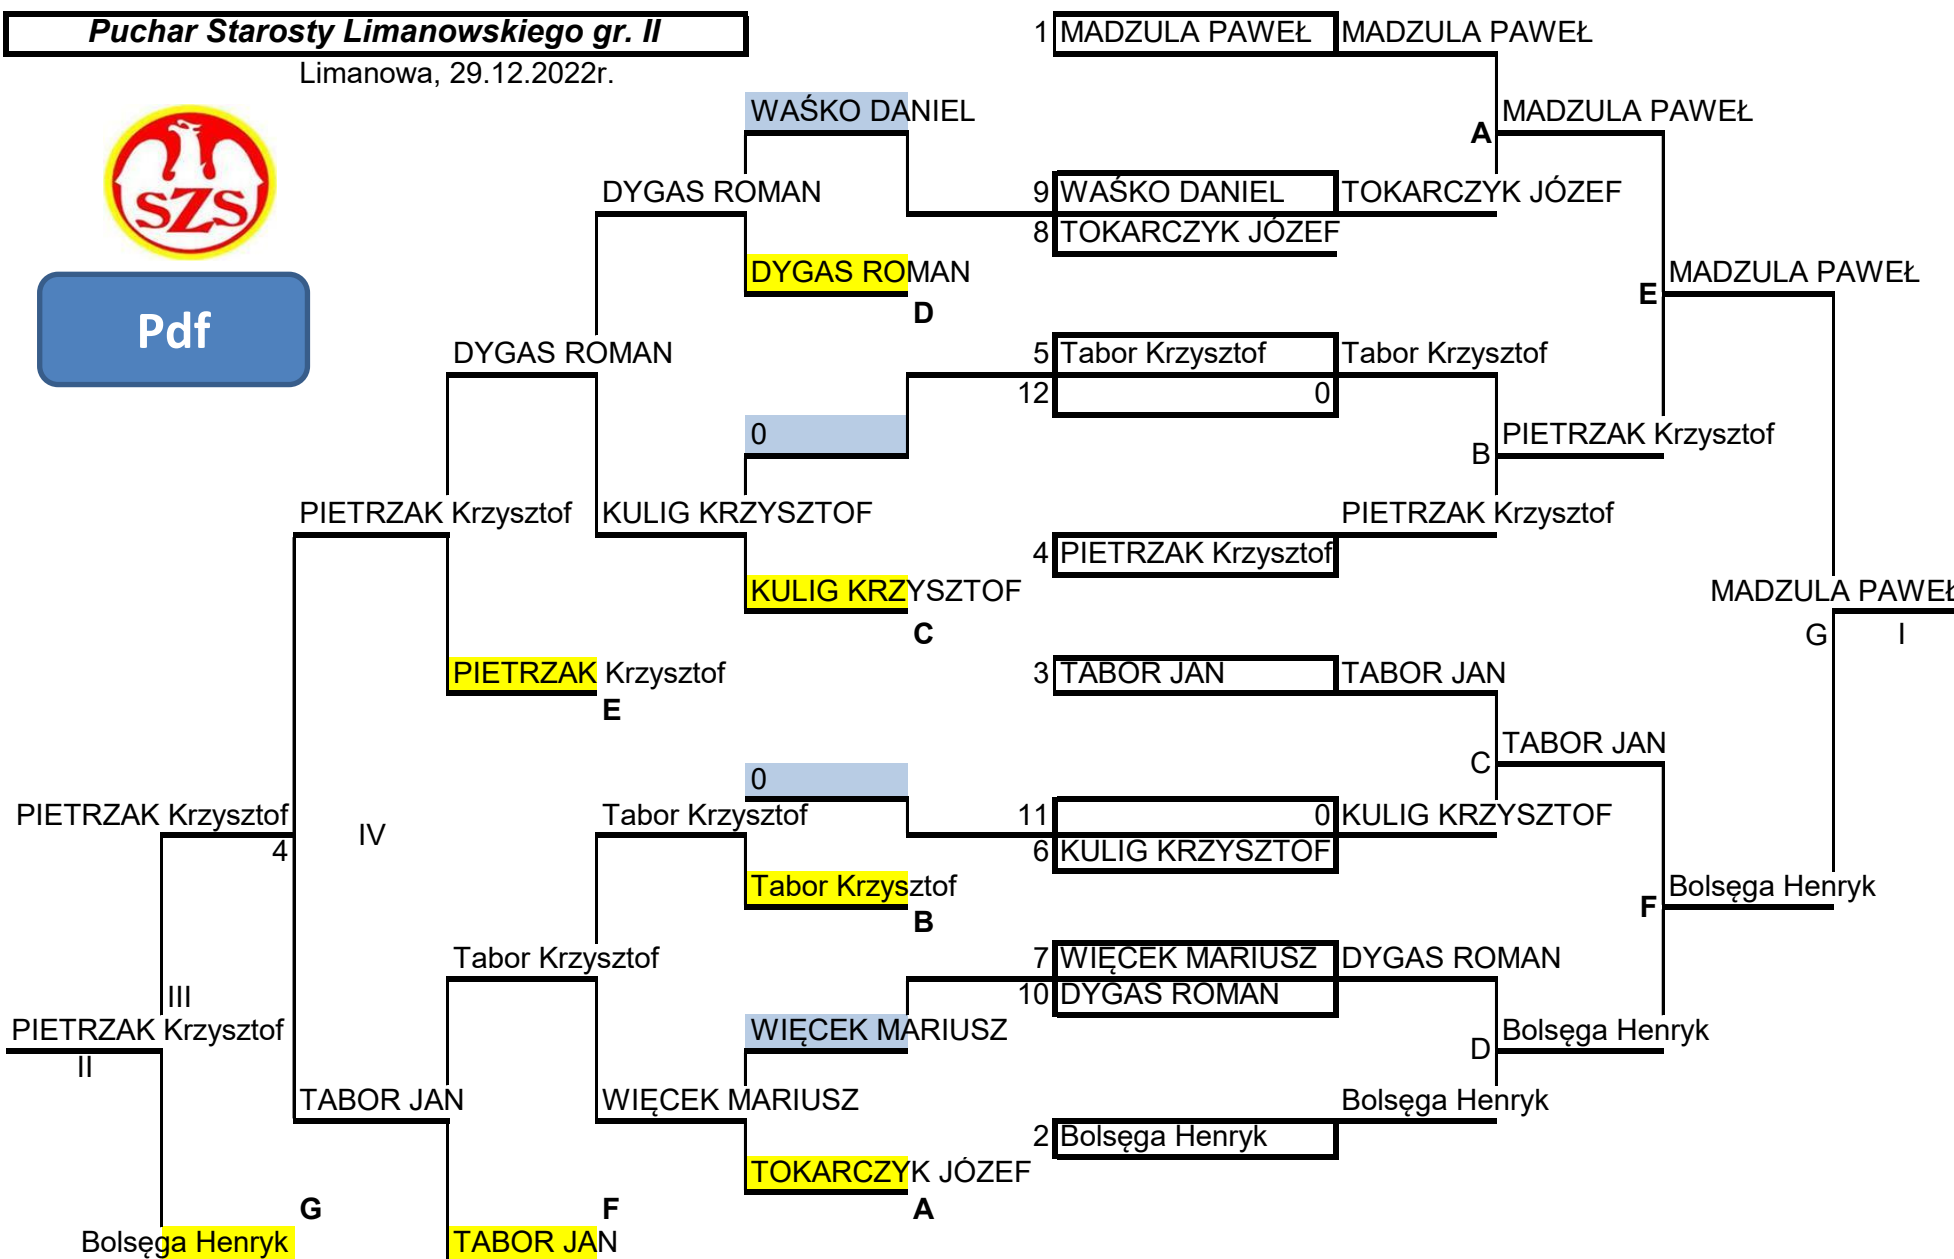 Puchar Starosty Limanowskiego gr. II
1 MADZULA PAWEŁ MADZULA PAWEŁ
Limanowa, 29.12.2022r.
WAŚKO DANIEL MADZULA PAWEŁ
A
SZS
DYGAS ROMAN 9 WAŚKO DANIEL TOKARCZYK JÓZEF
8 TOKARCZYK JÓZEF
DYGAS ROMAN MADZULA PAWEŁ
D E
Pdf
DYGAS ROMAN 5 Tabor Krzysztof Tabor Krzysztof
12 0
0 PIETRZAK Krzysztof
B
PIETRZAK Krzysztof KULIG KRZYSZTOF PIETRZAK Krzysztof
4 PIETRZAK Krzysztof
KULIG KRZYSZTOF MADZULA PAWEŁ
C G I
PIETRZAK Krzysztof 3 TABOR JAN TABOR JAN
E
TABOR JAN
0 C
PIETRZAK Krzysztof Tabor Krzysztof 11 0 KULIG KRZYSZTOF
IV
4 6 KULIG KRZYSZTOF
Tabor Krzysztof Bolsęga Henryk
B F
Tabor Krzysztof 7 WIĘCEK MARIUSZ DYGAS ROMAN
III 10 DYGAS ROMAN
PIETRZAK Krzysztof WIĘCEK MARIUSZ Bolsęga Henryk
II D
TABOR JAN WIĘCEK MARIUSZ Bolsęga Henryk
2 Bolsęga Henryk
TOKARCZYK JÓZEF
G F A
Bolsęga Henryk TABOR JAN